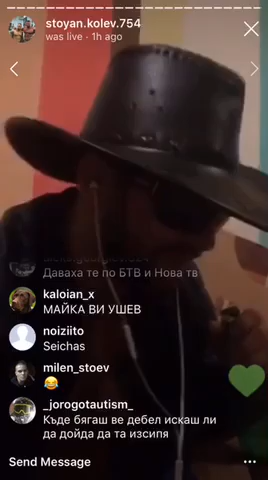 stoyan.kolev.754
was live · 1h ago
Даваха те по БТВ и Нова тв
kaloian_x
МАЙКА ВИ УШЕВ
noiziito
Seichas
milen_stoev
😂
_jorogotautism_
Къде бягаш ве дебел искаш ли
да дойда да та изсипя
Send Message